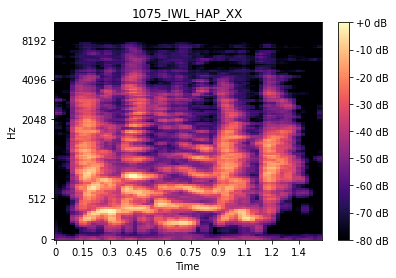 1075_IWL_HAP_XX
+0 dB
8192
-10 dB
4096
-20 dB
-30 dB
2048
Hz
-40 dB
1024
-50 dB
512
-60 dB
-70 dB
0
-80 dB
0 0.15 0.3 0.45 0.6 0.75 0.9 1.1 1.2 1.4
Time